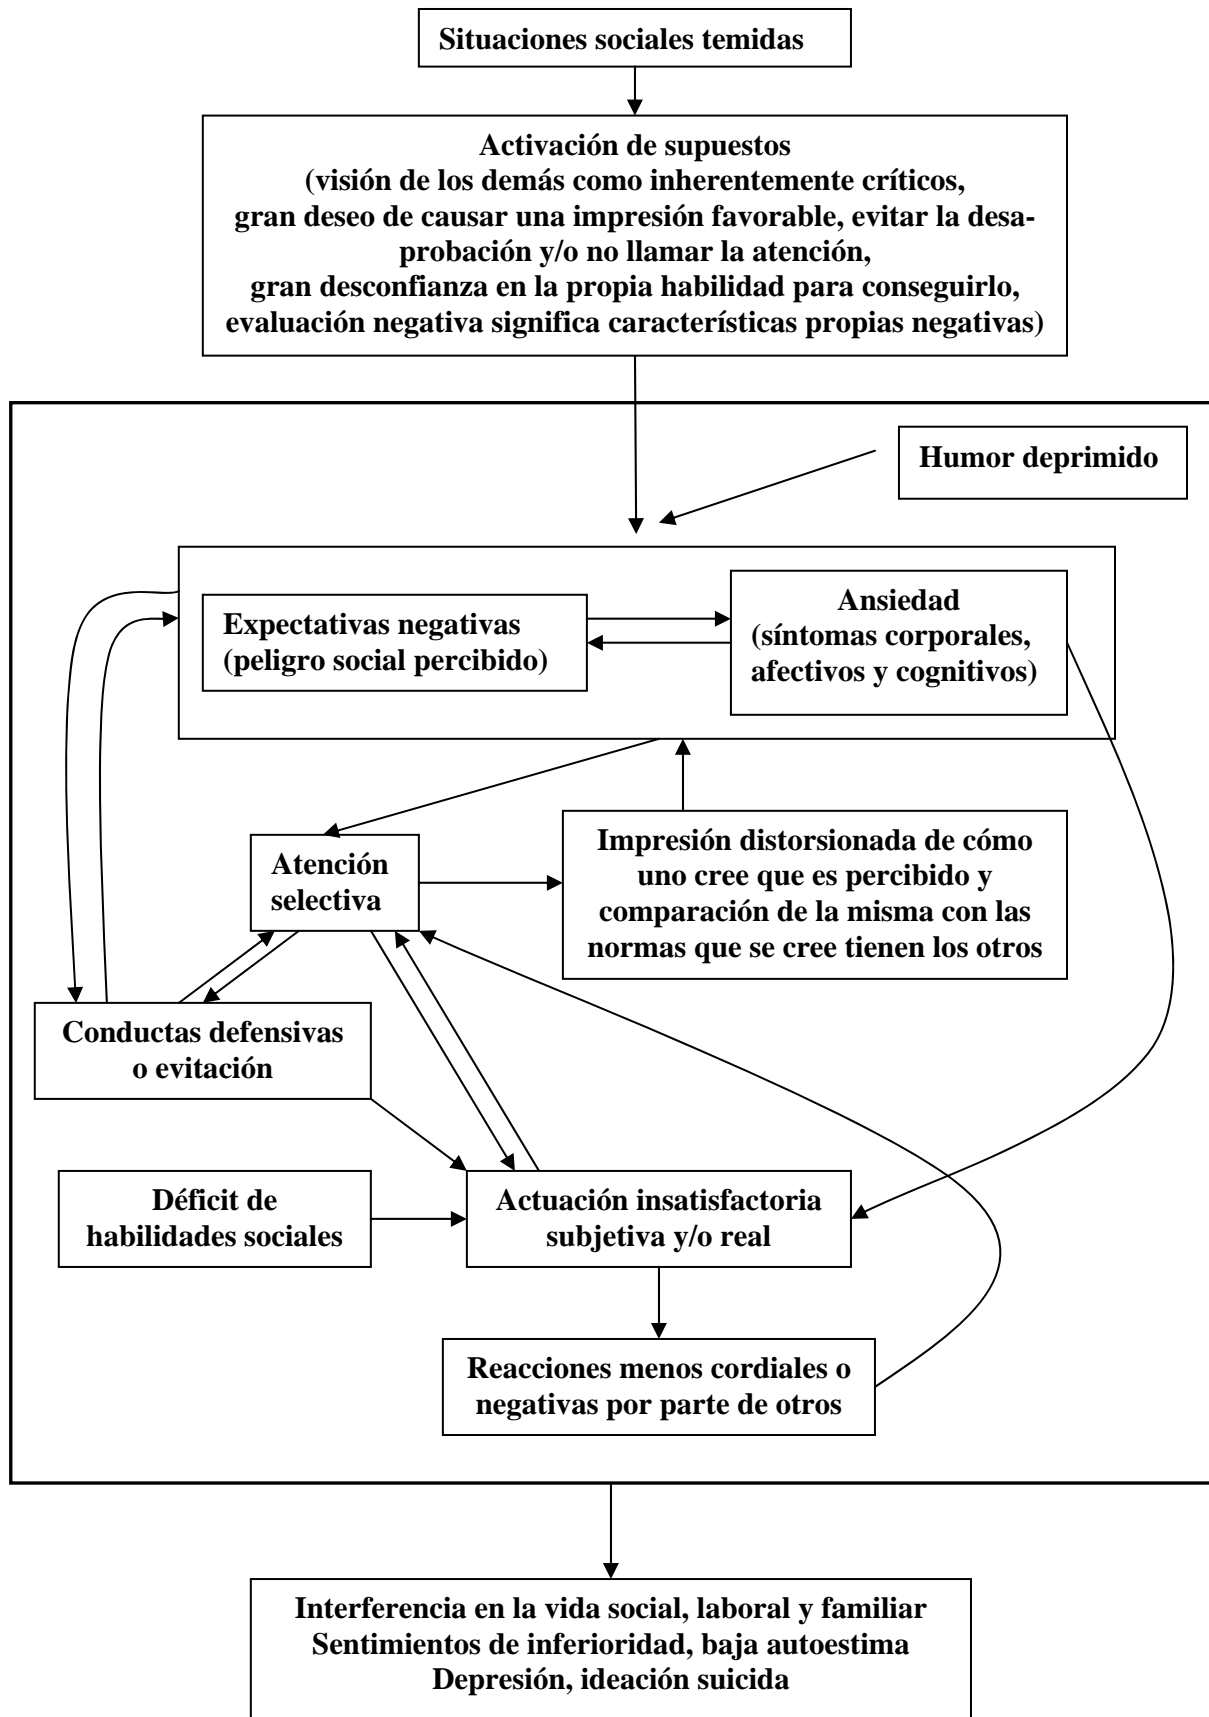 Situaciones sociales temidas
Activación de supuestos
(visión de los demás como inherentemente críticos,
gran deseo de causar una impresión favorable, evitar la desa-
probación y/o no llamar la atención,
gran desconfianza en la propia habilidad para conseguirlo,
evaluación negativa significa características propias negativas)
Humor deprimido
Expectativas negativas
(peligro social percibido)
Ansiedad
(síntomas corporales,
afectivos y cognitivos)
Atención
selectiva
Impresión distorsionada de cómo
uno cree que es percibido y
comparación de la misma con las
normas que se cree tienen los otros
Conductas defensivas
o evitación
Déficit de
habilidades sociales
Actuación insatisfactoria
subjetiva y/o real
Reacciones menos cordiales o
negativas por parte de otros
Interferencia en la vida social, laboral y familiar
Sentimientos de inferioridad, baja autoestima
Depresión, ideación suicida